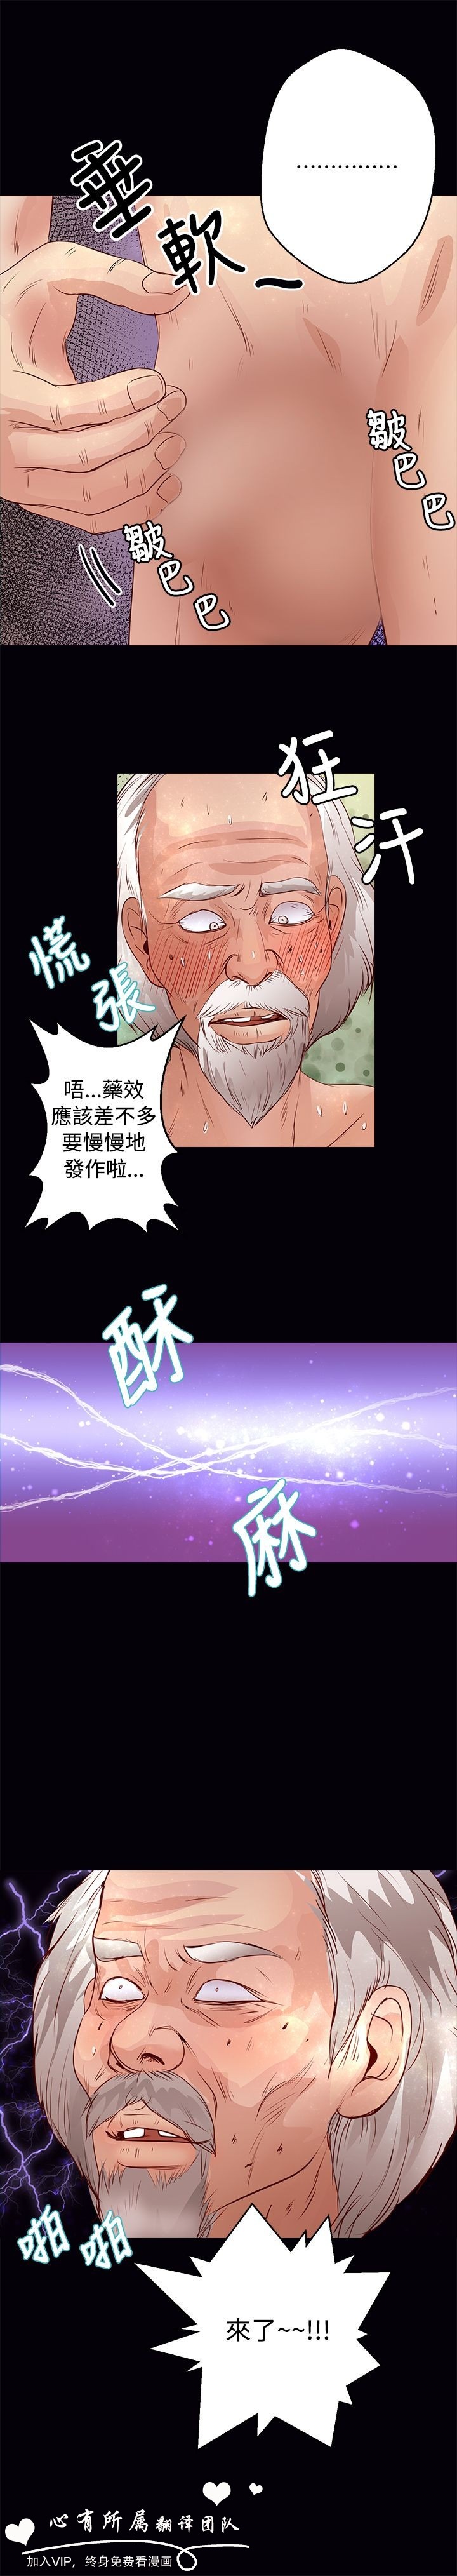 ...............
垂
軟
皺巴巴
皺巴巴
狂
汗
慌
張
唔...藥效
應該差不多
要慢慢地
發作啦...
酥
麻
啪
啪
來了~~!!!
心有所属翻译团队
加入VIP，终身免费看漫画